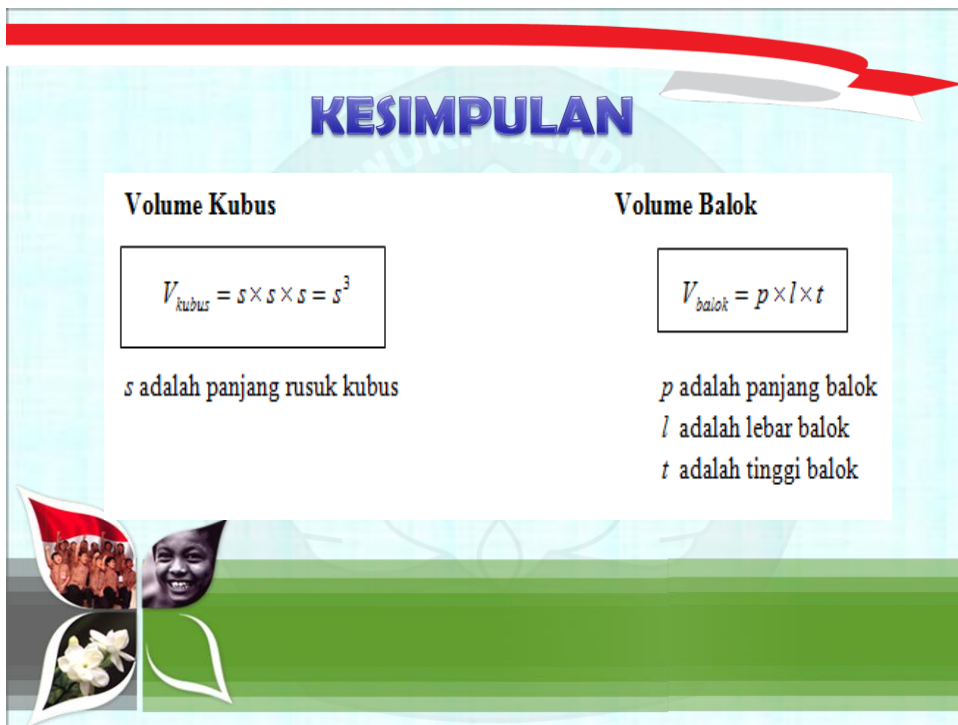 KESIMPULAN
Volume Kubus
V_kubus = s × s × s = s³
s adalah panjang rusuk kubus
Volume Balok
V_balok = p × l × t
p adalah panjang balok
l adalah lebar balok
t adalah tinggi balok